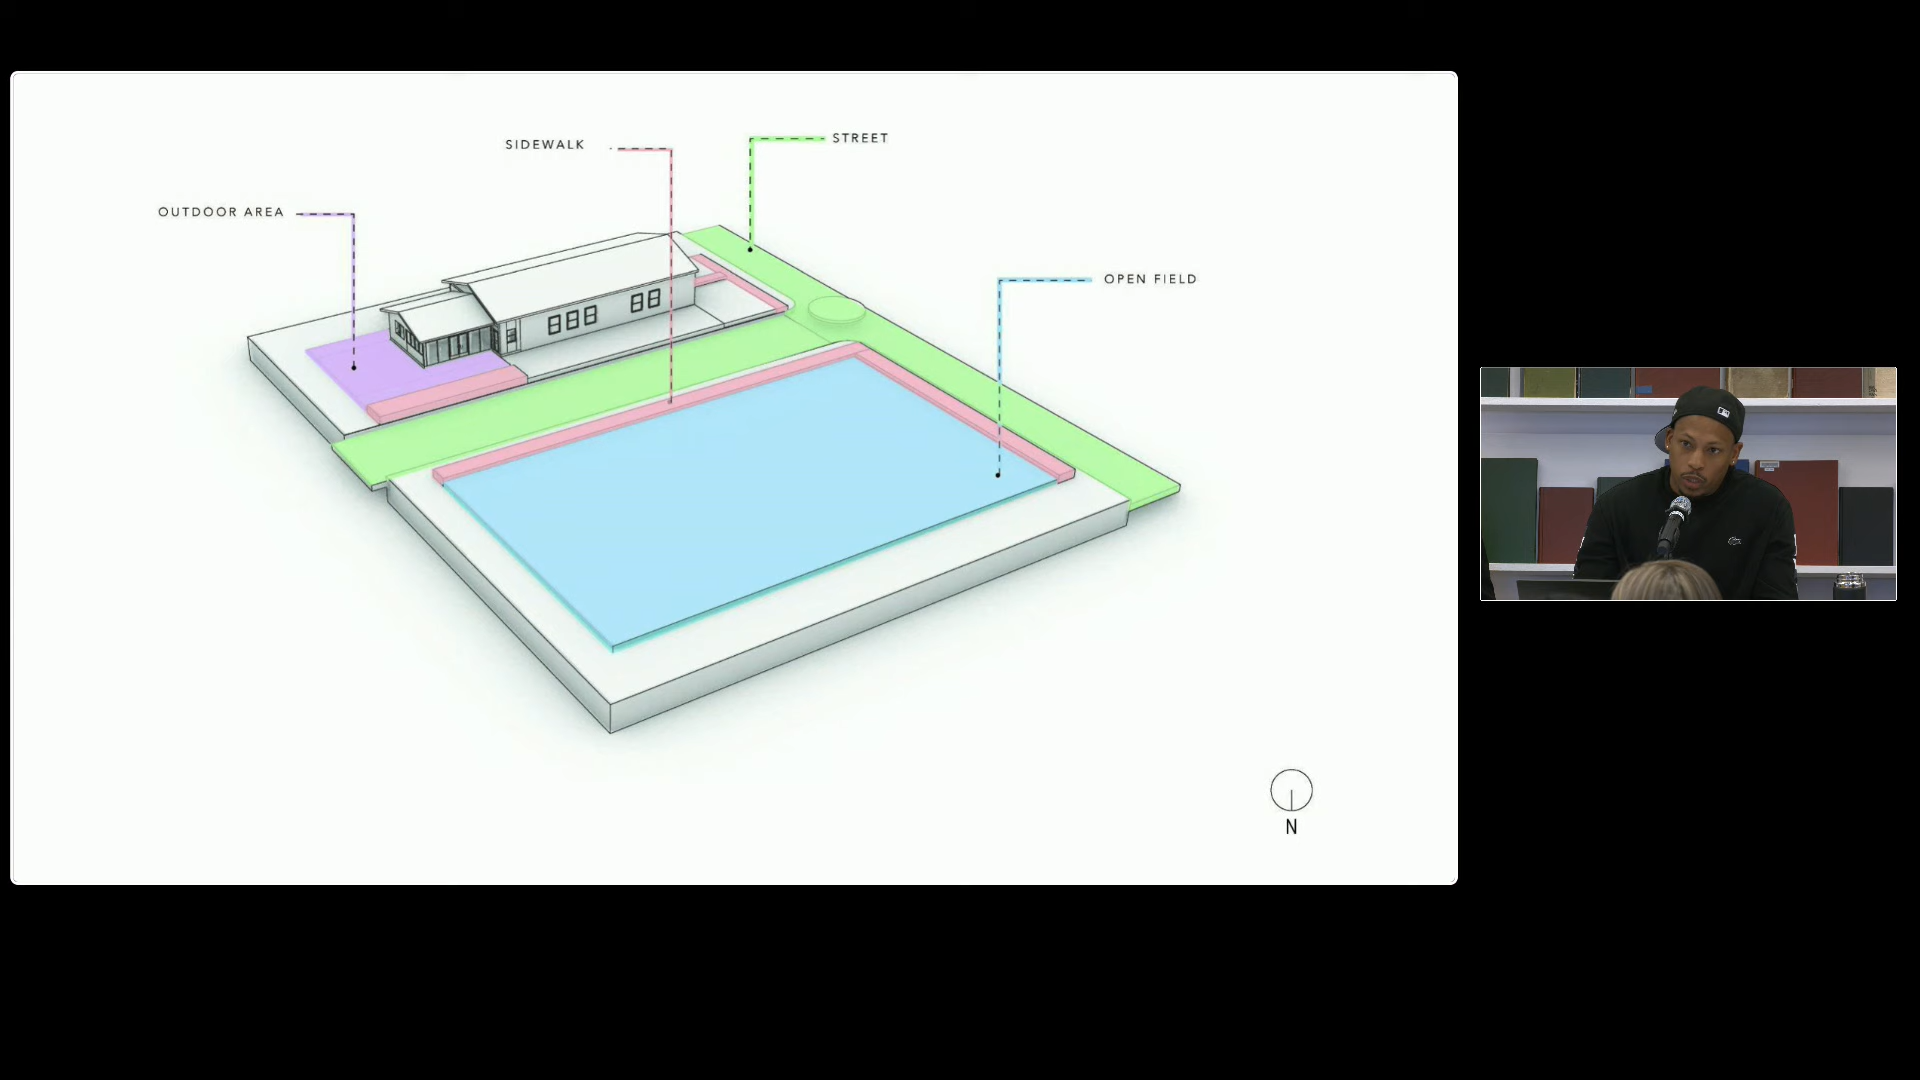 STREET
SIDEWALK
OUTDOOR AREA
OPEN FIELD
N